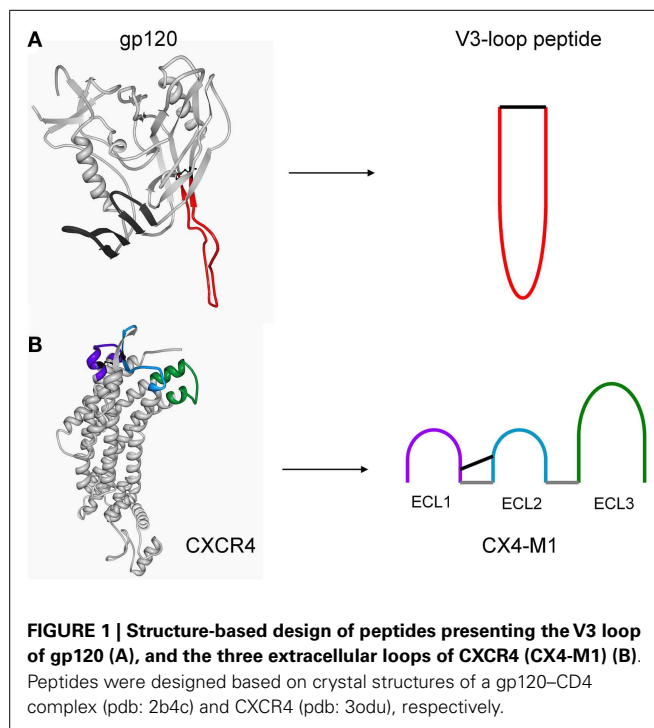 A
gp120
V3-loop peptide
B
CXCR4
ECL1
ECL2
ECL3
CX4-M1
FIGURE 1 | Structure-based design of peptides presenting the V3 loop
of gp120 (A), and the three extracellular loops of CXCR4 (CX4-M1) (B).
Peptides were designed based on crystal structures of a gp120–CD4
complex (pdb: 2b4c) and CXCR4 (pdb: 3odu), respectively.